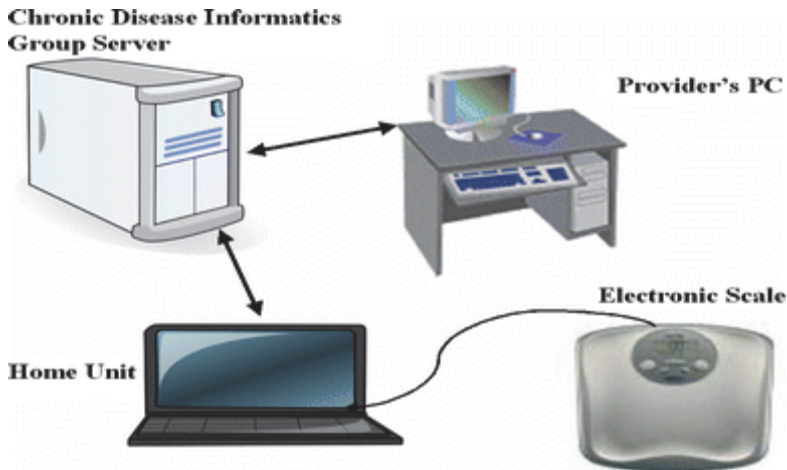 Chronic Disease Informatics
Group Server
Provider's PC
Electronic Scale
Home Unit